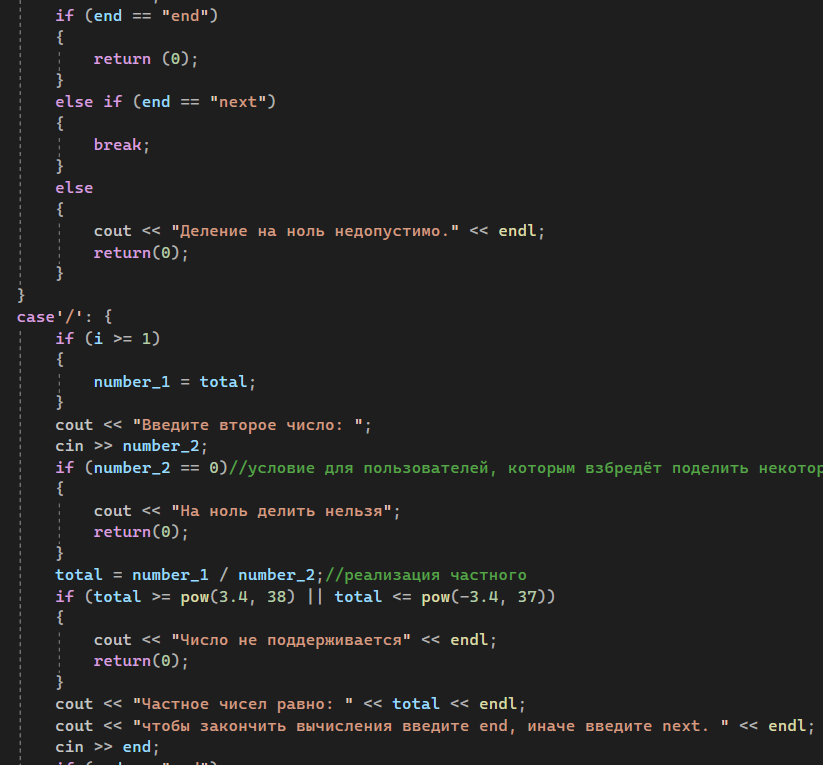 if (end == "end")
{
return (0);
}
else if (end == "next")
{
break;
}
else
{
cout << "Деление на ноль недопустимо." << endl;
return(0);
}
}
case'/': {
if (i >= 1)
{
number_1 = total;
}
cout << "Введите второе число: ";
cin >> number_2;
if (number_2 == 0)//условие для пользователей, которым взбредёт поделить некотор
{
cout << "На ноль делить нельзя";
return(0);
}
total = number_1 / number_2;//реализация частного
if (total >= pow(3.4, 38) || total <= pow(-3.4, 37))
{
cout << "Число не поддерживается" << endl;
return(0);
}
cout << "Частное чисел равно: " << total << endl;
cout << "чтобы закончить вычисления введите end, иначе введите next. " << endl;
cin >> end;